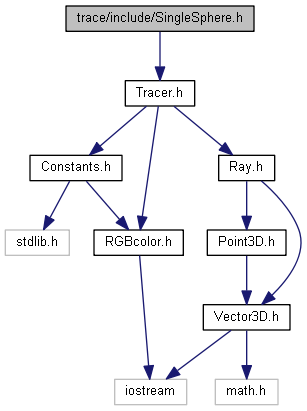 trace/include/SingleSphere.h
Tracer.h
Constants.h
Ray.h
stdlib.h
RGBcolor.h
Point3D.h
Vector3D.h
iostream
math.h